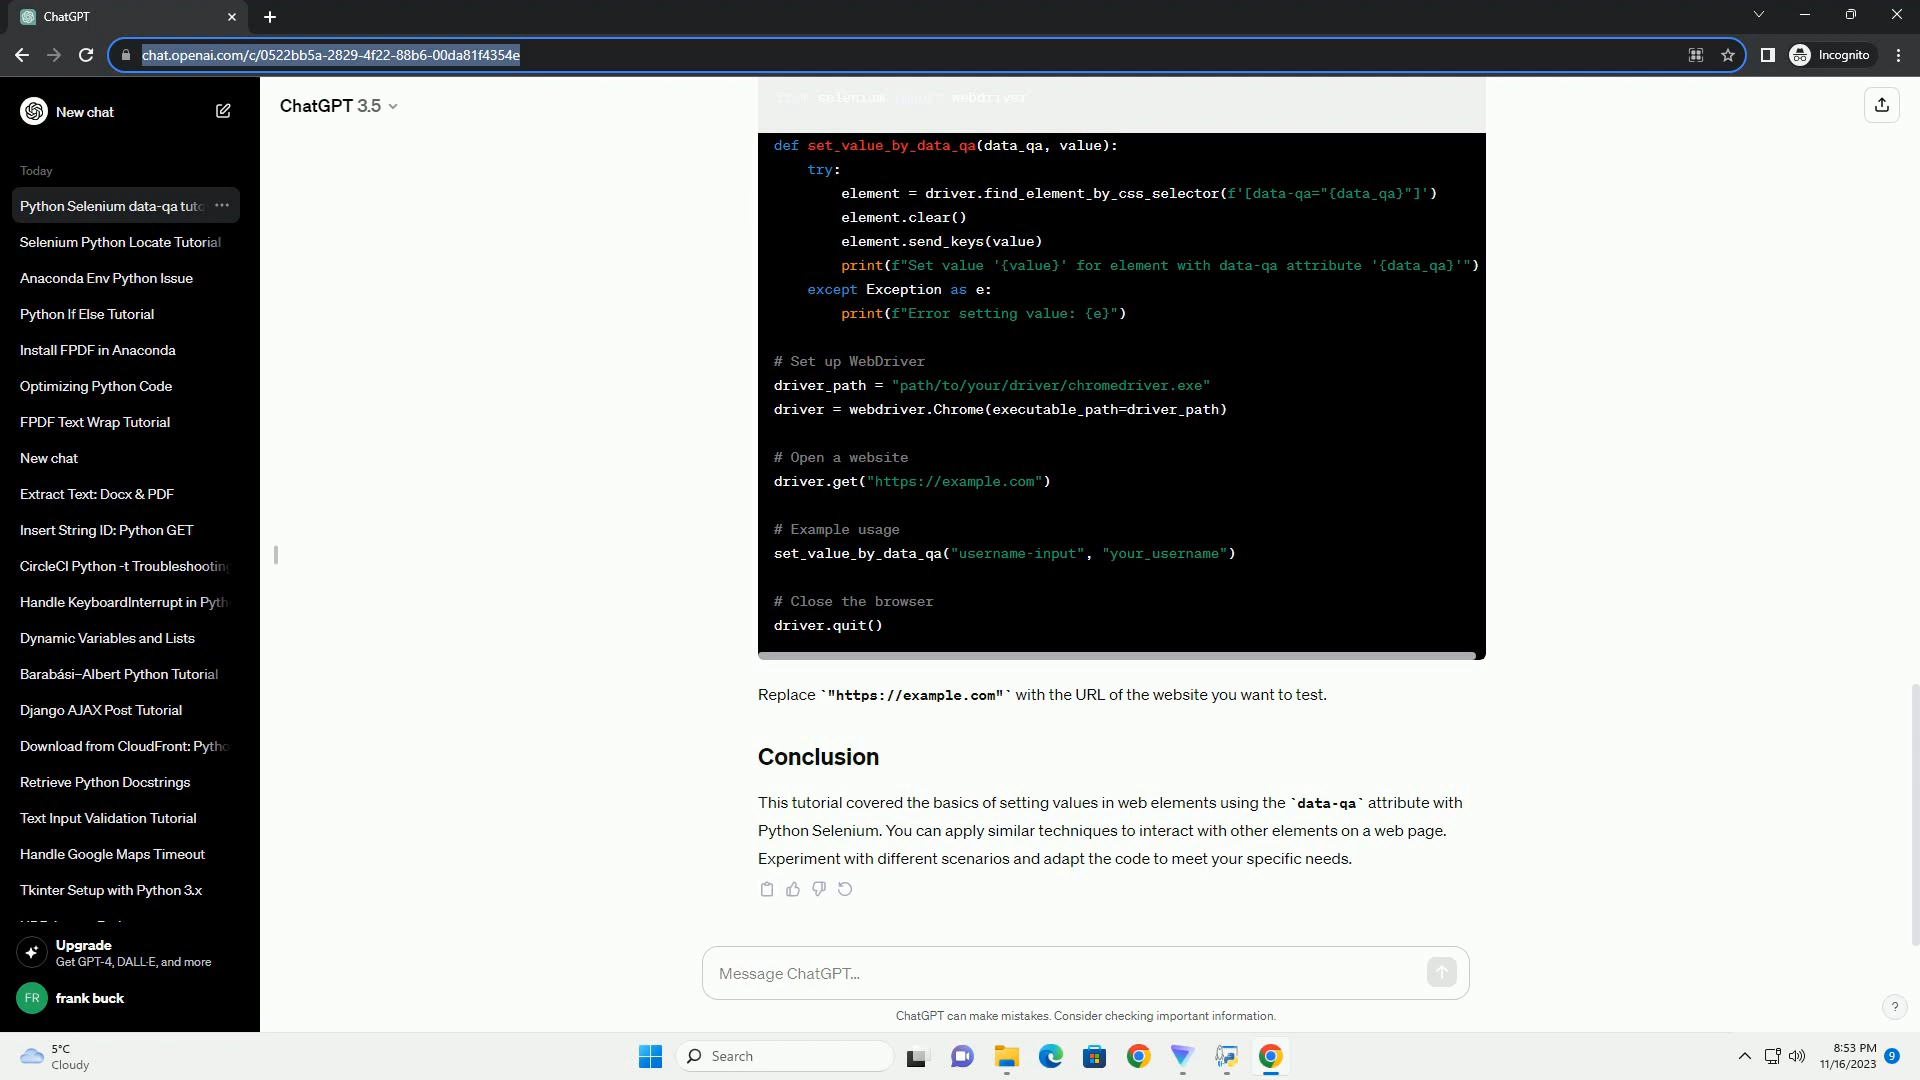 ChatGPT
chat.openai.com/c/0522bb5a-2829-4f22-88b6-00da81f4354e
Incognito
New chat
Today
Python Selenium data-qa tuto
Selenium Python Locate Tutorial
Anaconda Env Python Issue
Python If Else Tutorial
Install FPDF in Anaconda
Optimizing Python Code
FPDF Text Wrap Tutorial
New chat
Extract Text: Docx & PDF
Insert String ID: Python GET
CircleCI Python -t Troubleshooting
Handle KeyboardInterrupt in Pyth
Dynamic Variables and Lists
Barabási–Albert Python Tutorial
Django AJAX Post Tutorial
Download from CloudFront: Pytho
Retrieve Python Docstrings
Text Input Validation Tutorial
Handle Google Maps Timeout
Tkinter Setup with Python 3.x
Upgrade
Get GPT-4, DALL·E, and more
FR frank buck
ChatGPT 3.5
from selenium import webdriver
def set_value_by_data_qa(data_qa, value):
try:
element = driver.find_element_by_css_selector(f'[data-qa="{data_qa}"]')
element.clear()
element.send_keys(value)
print(f"Set value '{value}' for element with data-qa attribute '{data_qa}'")
except Exception as e:
print(f"Error setting value: {e}")
# Set up WebDriver
driver_path = "path/to/your/driver/chromedriver.exe"
driver = webdriver.Chrome(executable_path=driver_path)
# Open a website
driver.get("https://example.com")
# Example usage
set_value_by_data_qa("username-input", "your_username")
# Close the browser
driver.quit()
Replace `"https://example.com"` with the URL of the website you want to test.
Conclusion
This tutorial covered the basics of setting values in web elements using the `data-qa` attribute with
Python Selenium. You can apply similar techniques to interact with other elements on a web page.
Experiment with different scenarios and adapt the code to meet your specific needs.
Message ChatGPT...
ChatGPT can make mistakes. Consider checking important information.
?
5°C
Cloudy
Search
8:53 PM
11/16/2023
9